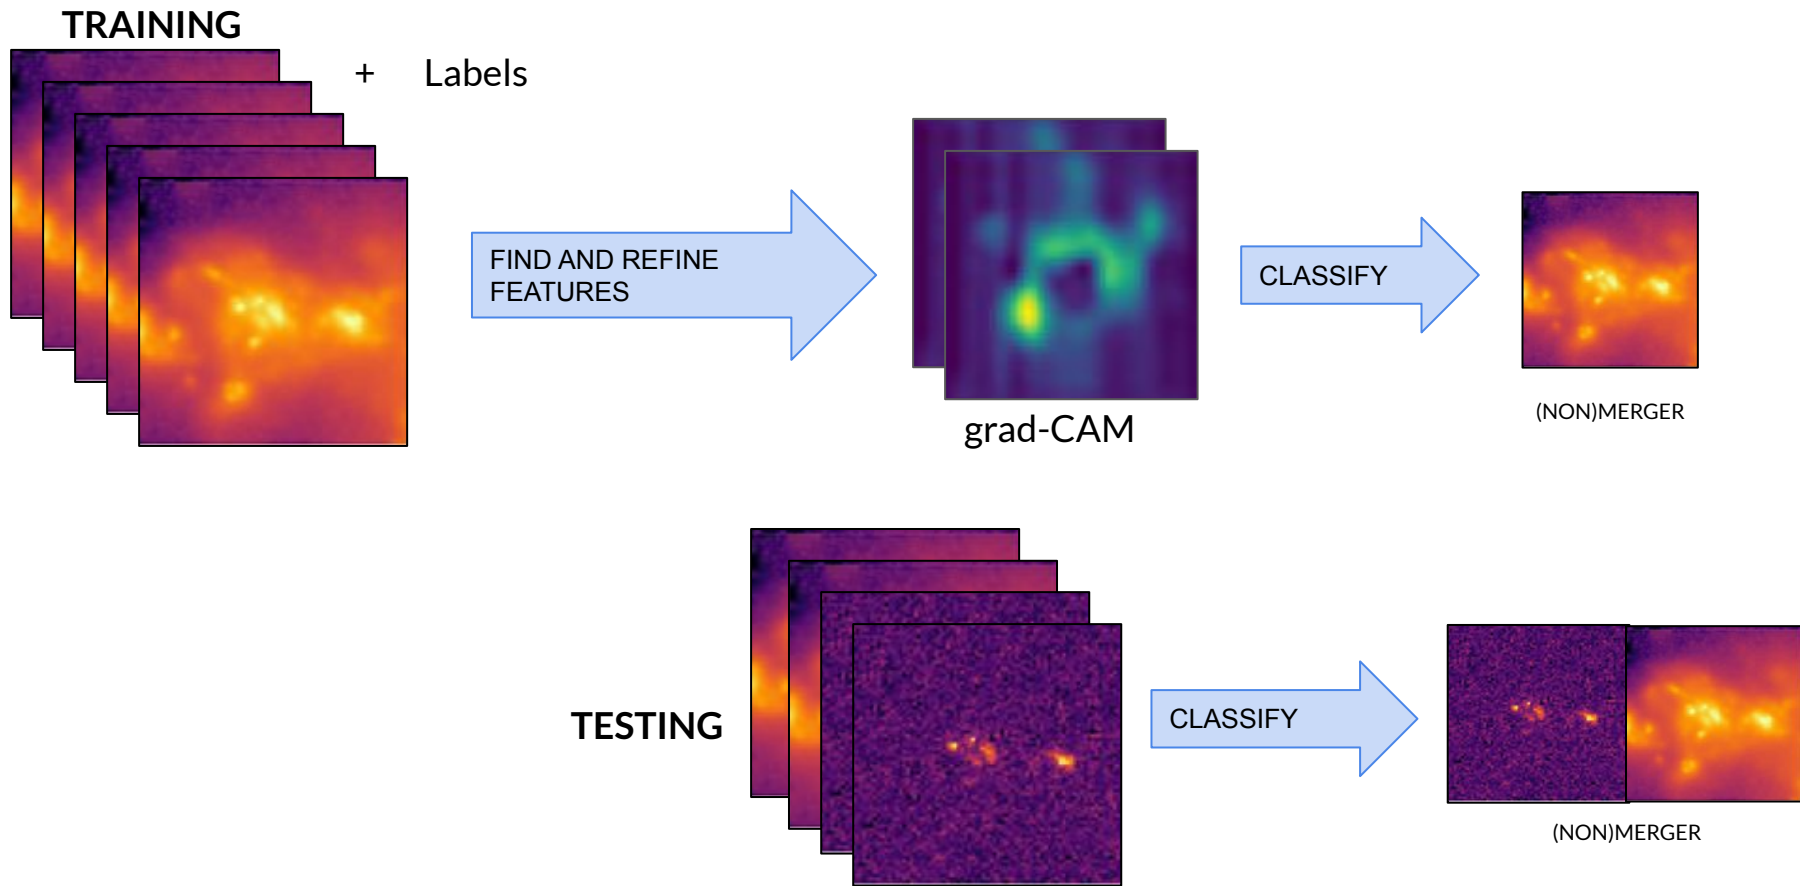 TRAINING
+ Labels
FIND AND REFINE
FEATURES
CLASSIFY
grad-CAM
(NON)MERGER
TESTING
CLASSIFY
(NON)MERGER